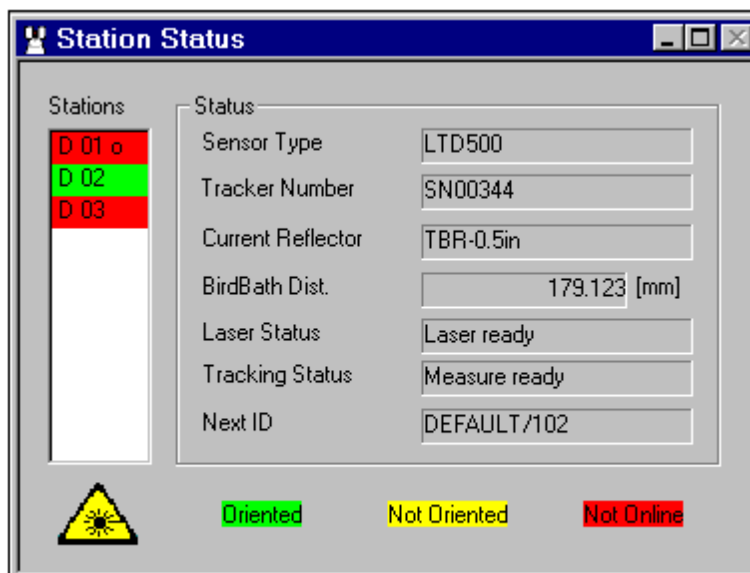 Station Status
Stations
D 01 o
D 02
D 03
Status
Sensor Type LTD500
Tracker Number SN00344
Current Reflector TBR-0.5in
BirdBath Dist. 179.123 [mm]
Laser Status Laser ready
Tracking Status Measure ready
Next ID DEFAULT/102
Oriented Not Oriented Not Online